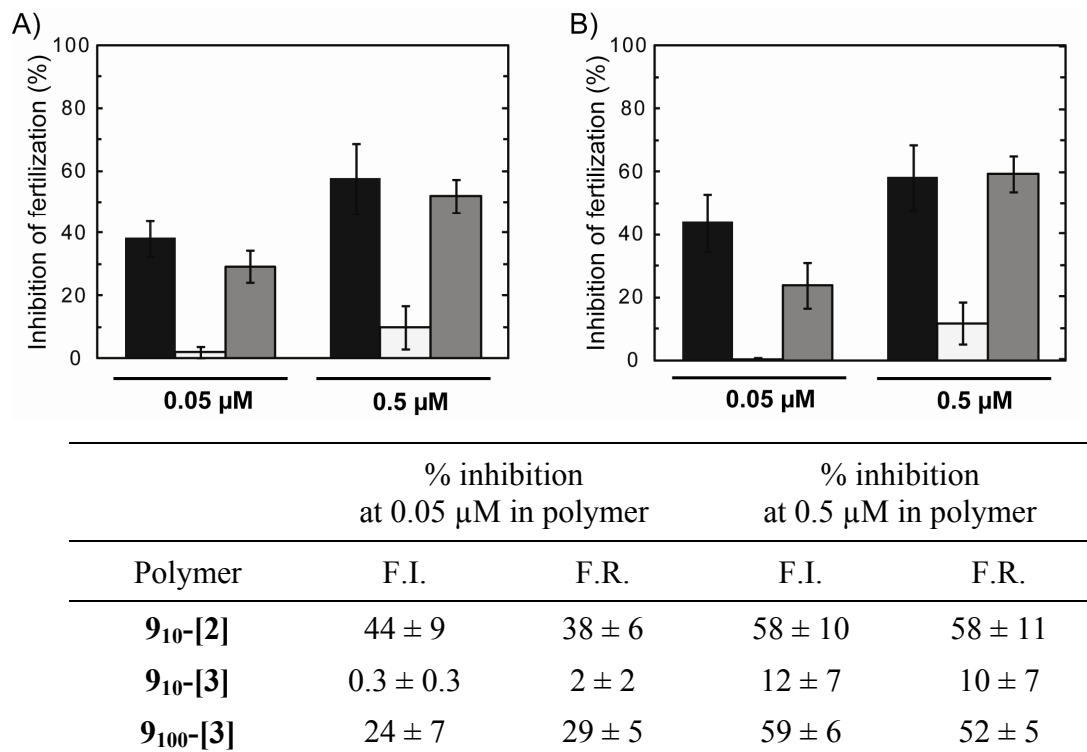 A)
Inhibition of fertilization (%)
100
80
60
40
20
0
0.05 µM
0.5 µM
B)
Inhibition of fertilization (%)
100
80
60
40
20
0
0.05 µM
0.5 µM
% inhibition at 0.05 µM in polymer % inhibition at 0.5 µM in polymer
Polymer F.I. F.R. F.I. F.R.
9₁₀-[2] 44 ± 9 38 ± 6 58 ± 10 58 ± 11
9₁₀-[3] 0.3 ± 0.3 2 ± 2 12 ± 7 10 ± 7
9₁₀₀-[3] 24 ± 7 29 ± 5 59 ± 6 52 ± 5